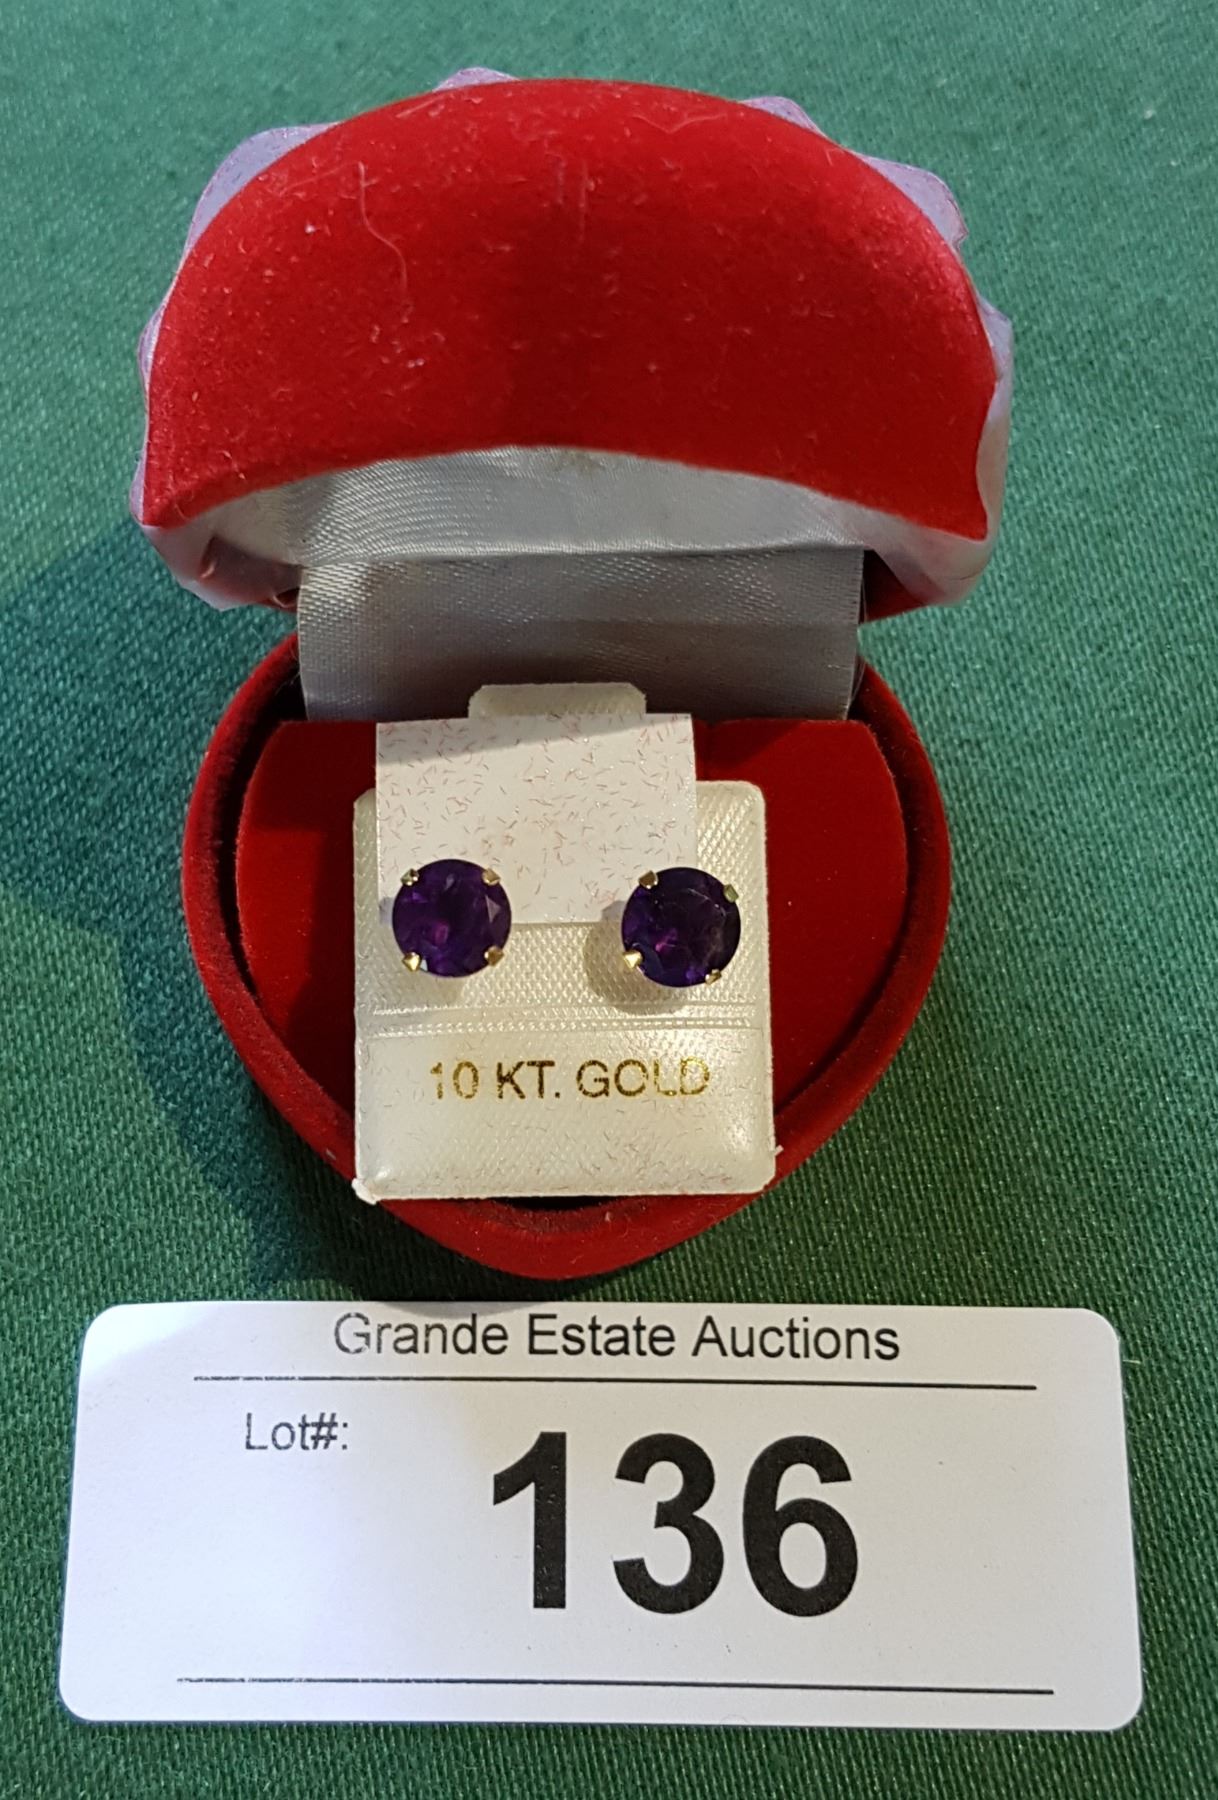 10 KT. GOLD
Grande Estate Auctions
Lot#:
136